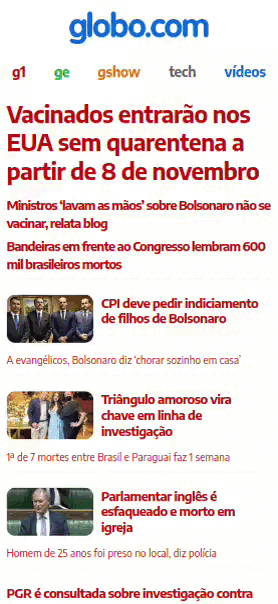 globo.com
g1 ge gshow tech vídeos
Vacinados entrarão nos
EUA sem quarentena a
partir de 8 de novembro
Ministros ‘lavam as mãos’ sobre Bolsonaro não se
vacinar, relata blog
Bandeiras em frente ao Congresso lembram 600
mil brasileiros mortos
CPI deve pedir indiciamento
de filhos de Bolsonaro
A evangélicos, Bolsonaro diz ‘chorar sozinho em casa’
Triângulo amoroso vira
chave em linha de
investigação
1ª de 7 mortes entre Brasil e Paraguai faz 1 semana
Parlamentar inglês é
esfaqueado e morto em
igreja
Homem de 25 anos foi preso no local, diz polícia
PGR é consultada sobre investigação contra